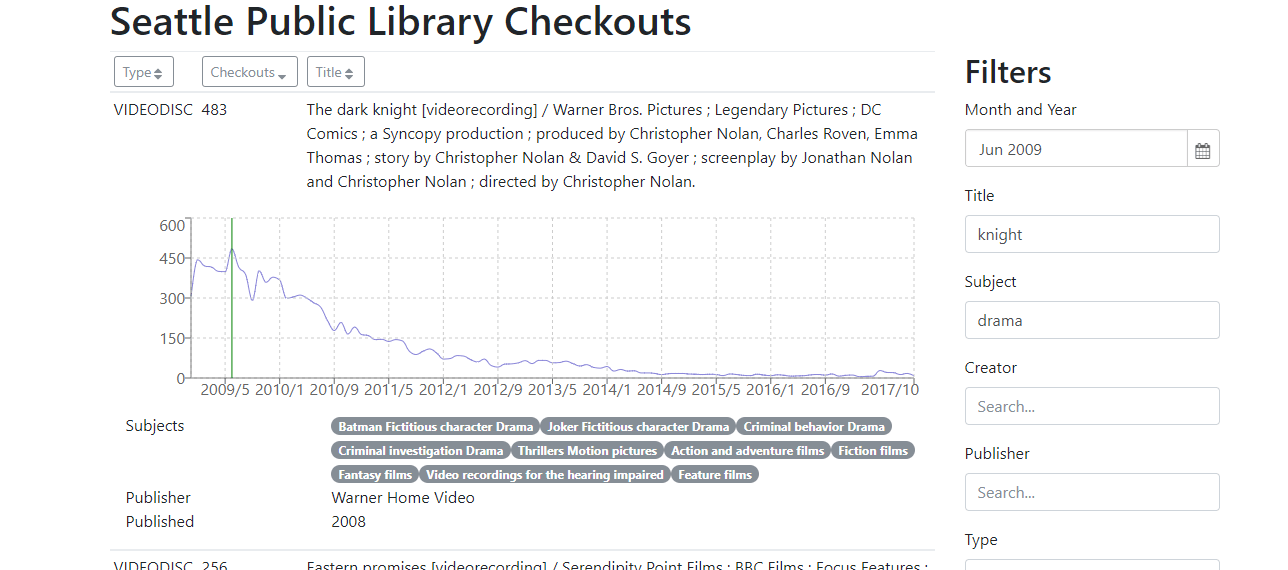 Seattle Public Library Checkouts
Type Checkouts Title
VIDEODISC 483 The dark knight [videorecording] / Warner Bros. Pictures ; Legendary Pictures ; DC
Comics ; a Syncopy production ; produced by Christopher Nolan, Charles Roven, Emma
Thomas ; story by Christopher Nolan & David S. Goyer ; screenplay by Jonathan Nolan
and Christopher Nolan ; directed by Christopher Nolan.
600
450
300
150
0
2009/5 2010/1 2010/9 2011/5 2012/1 2012/9 2013/5 2014/1 2014/9 2015/5 2016/1 2016/9 2017/10
Subjects Batman Fictitious character Drama Joker Fictitious character Drama Criminal behavior Drama
Criminal investigation Drama Thrillers Motion pictures Action and adventure films Fiction films
Fantasy films Video recordings for the hearing impaired Feature films
Publisher Warner Home Video
Published 2008
VIDEODISC 256 Eastern promises [videorecording] / Serendipity Point Films ; BBC Films ; Focus Features ;
Filters
Month and Year
Jun 2009
Title
knight
Subject
drama
Creator
Search...
Publisher
Search...
Type